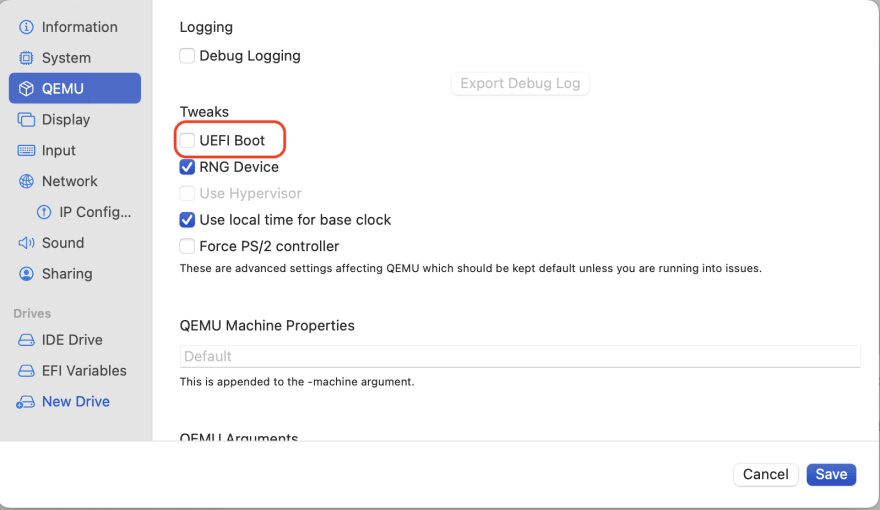 Information
System
QEMU
Display
Input
Network
IP Config...
Sound
Sharing
Drives
IDE Drive
EFI Variables
New Drive
Logging
Debug Logging
Export Debug Log
Tweaks
UEFI Boot
RNG Device
Use Hypervisor
Use local time for base clock
Force PS/2 controller
These are advanced settings affecting QEMU which should be kept default unless you are running into issues.
QEMU Machine Properties
Default
This is appended to the -machine argument.
QEMU Arguments
Cancel
Save